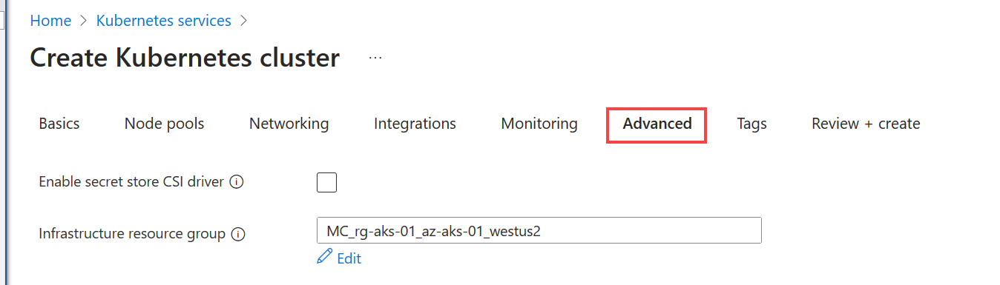 Home > Kubernetes services >
Create Kubernetes cluster ...
Basics Node pools Networking Integrations Monitoring Advanced Tags Review + create
Enable secret store CSI driver
Infrastructure resource group MC_rg-aks-01_az-aks-01_westus2
Edit